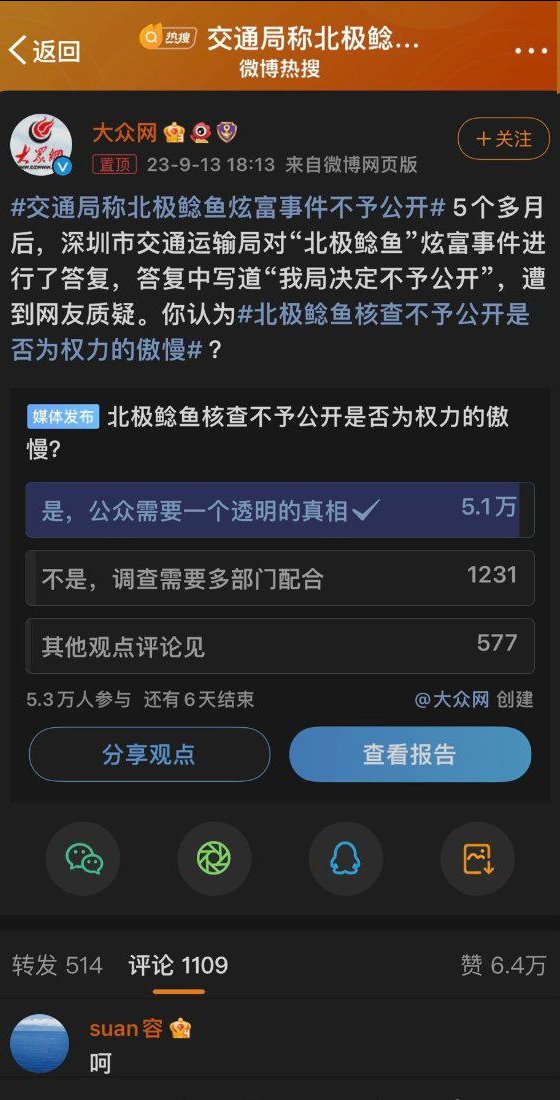 返回
热搜
交通局称北极鲶...
微博热搜
大众网
大众网
+关注
置顶 23-9-13 18:13 来自微博网页版
#交通局称北极鲶鱼炫富事件不予公开# 5个多月
后，深圳市交通运输局对“北极鲶鱼”炫富事件进
行了答复，答复中写道“我局决定不予公开”，遭
到网友质疑。你认为#北极鲶鱼核查不予公开是
否为权力的傲慢#？
媒体发布 北极鲶鱼核查不予公开是否为权力的傲
慢?
是，公众需要一个透明的真相 5.1万
不是，调查需要多部门配合 1231
其他观点评论见 577
5.3万人参与 还有6天结束 @大众网 创建
分享观点 查看报告
转发 514 评论 1109 赞 6.4万
suan容
呵